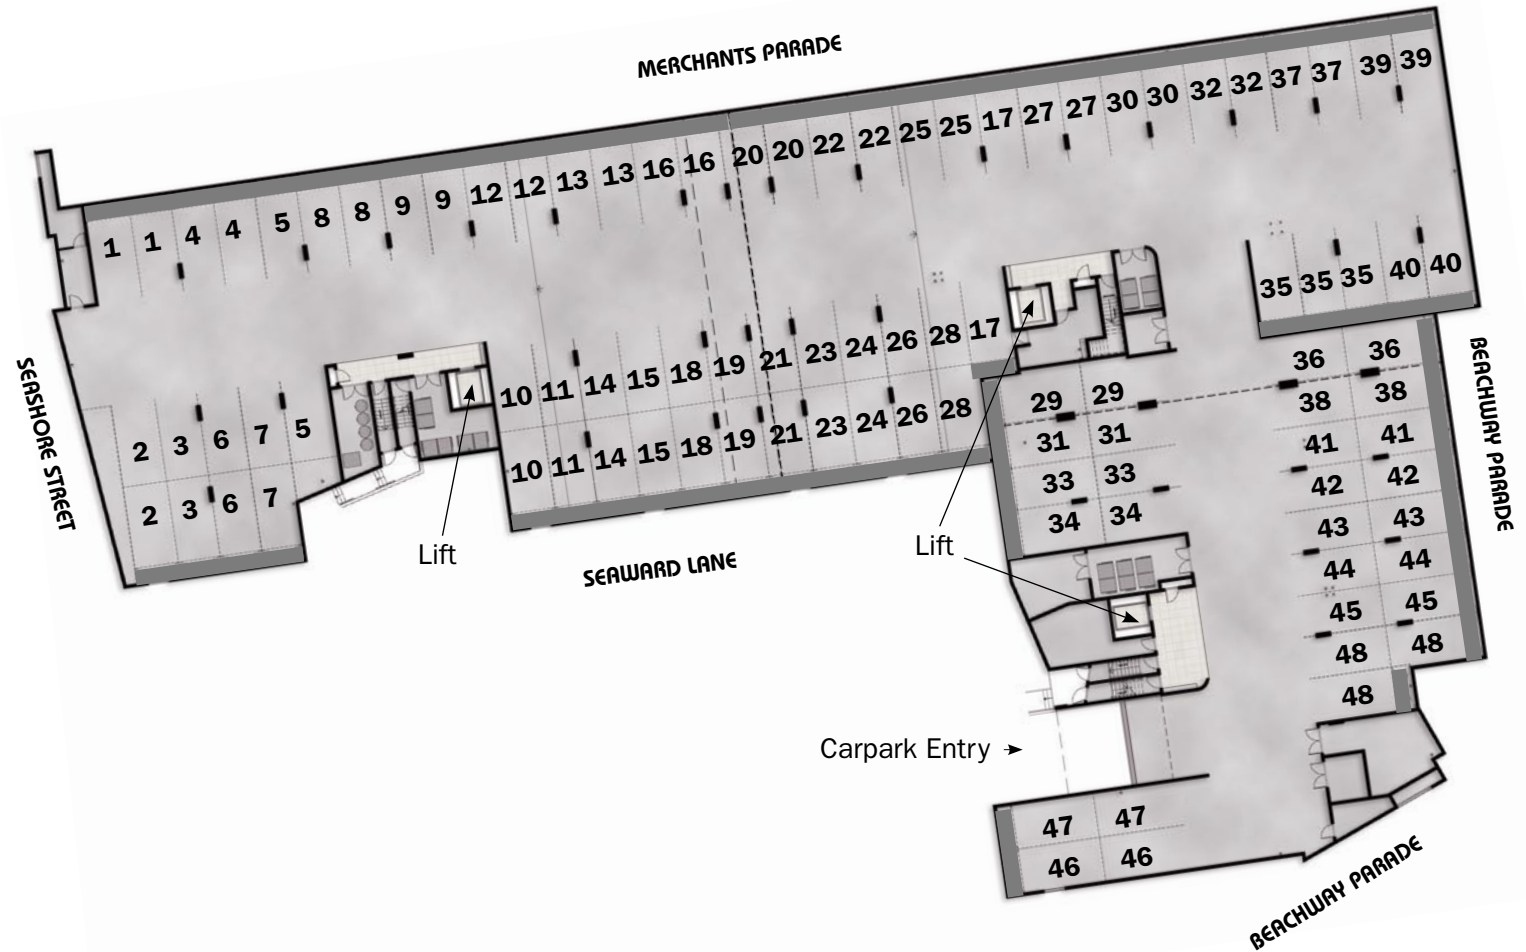 MERCHANTS PARADE
1 1 4 4 5 8 8 9 9 12 12 13 13 16 16 20 20 22 22 25 25 17 27 27 30 30 32 32 37 37 39 39
35 35 35 40 40
SEASHORE STREET
2 3 6 7 5
2 3 6 7
10 11 14 15 18 19 21 23 24 26 28 17
10 11 14 15 18 19 21 23 24 26 28
Lift
SEAWARD LANE
Lift
29 29
31 31
33 33
34 34
36 36
38 38
41 41
42 42
43 43
44 44
45 45
48 48
48
BEACHWAY PARADE
Carpark Entry
47 47
46 46
BEACHWAY PARADE